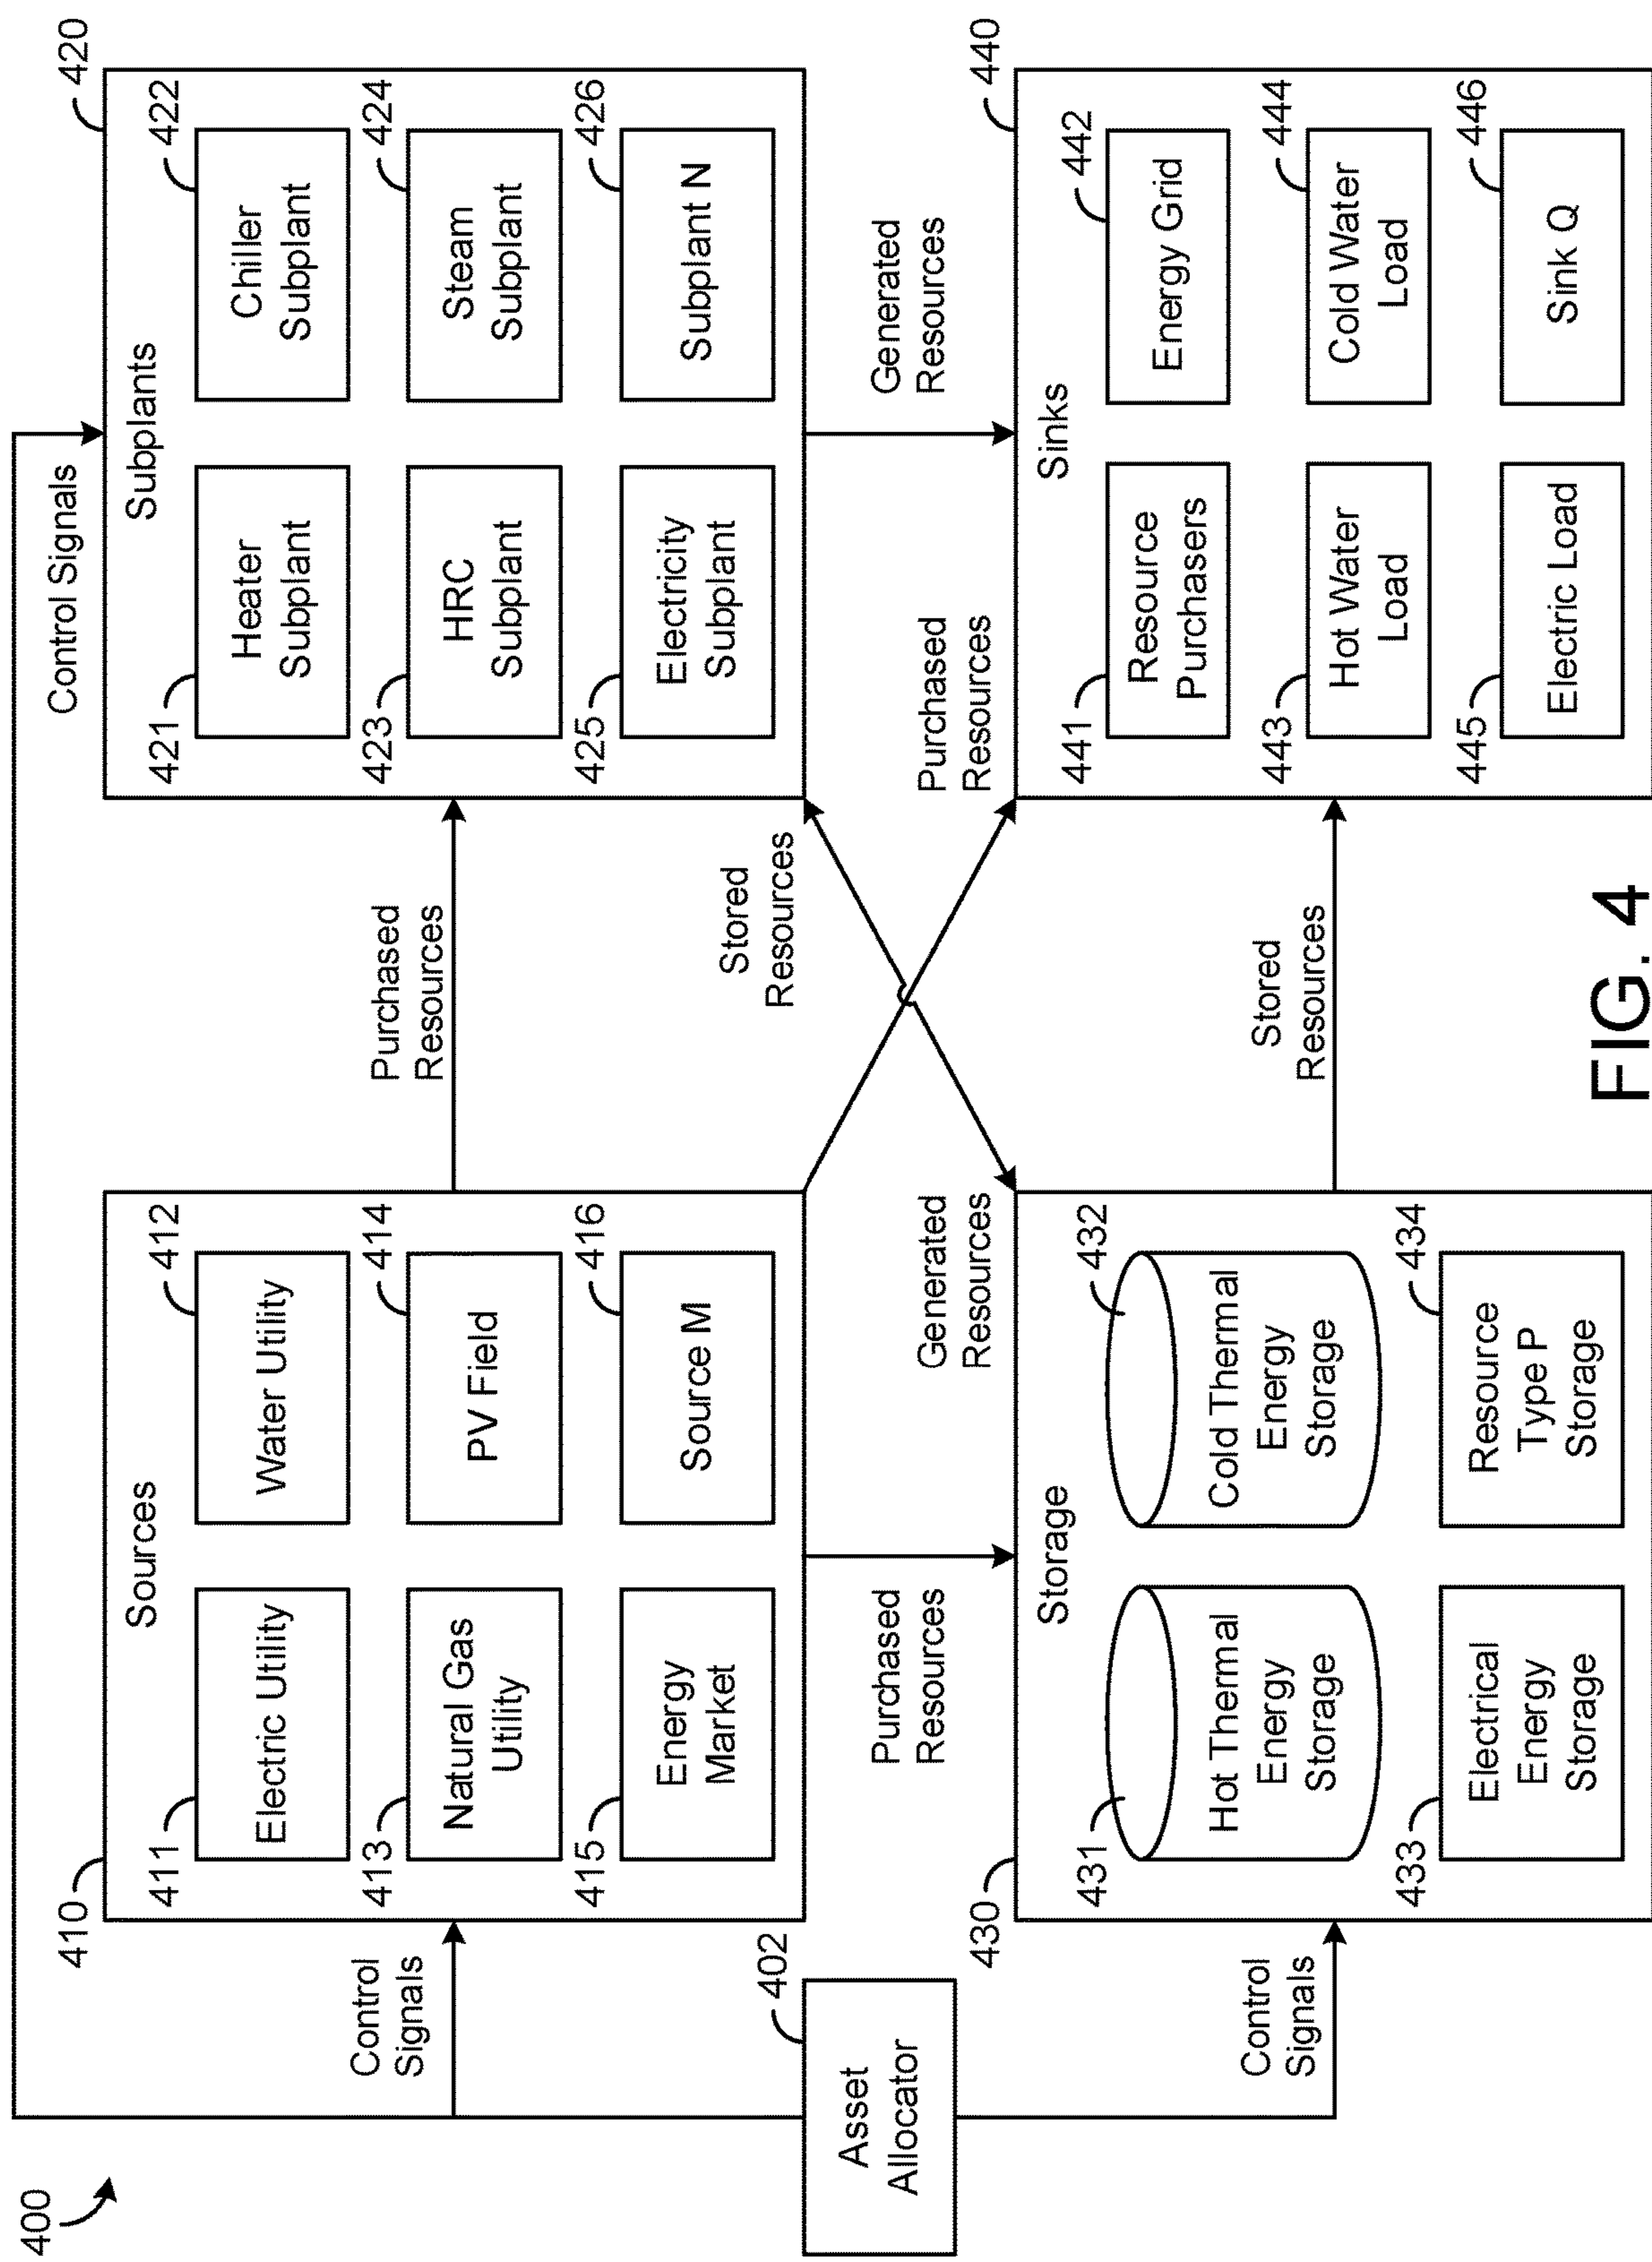 400
Control Signals
410
Sources
411
Electric Utility
412
Water Utility
413
Natural Gas
Utility
414
PV Field
415
Energy
Market
416
Source M
Control
Signals
Purchased
Resources
420
Subplants
421
Heater
Subplant
422
Chiller
Subplant
423
HRC
Subplant
424
Steam
Subplant
425
Electricity
Subplant
426
Subplant N
402
Asset
Allocator
Purchased
Resources
Generated
Resources
Stored
Resources
Purchased
Resources
Generated
Resources
Control
Signals
430
Storage
431
Hot Thermal
Energy
Storage
432
Cold Thermal
Energy
Storage
433
Electrical
Energy
Storage
434
Resource
Type P
Storage
Stored
Resources
440
Sinks
441
Resource
Purchasers
442
Energy Grid
443
Hot Water
Load
444
Cold Water
Load
445
Electric Load
446
Sink Q
FIG. 4